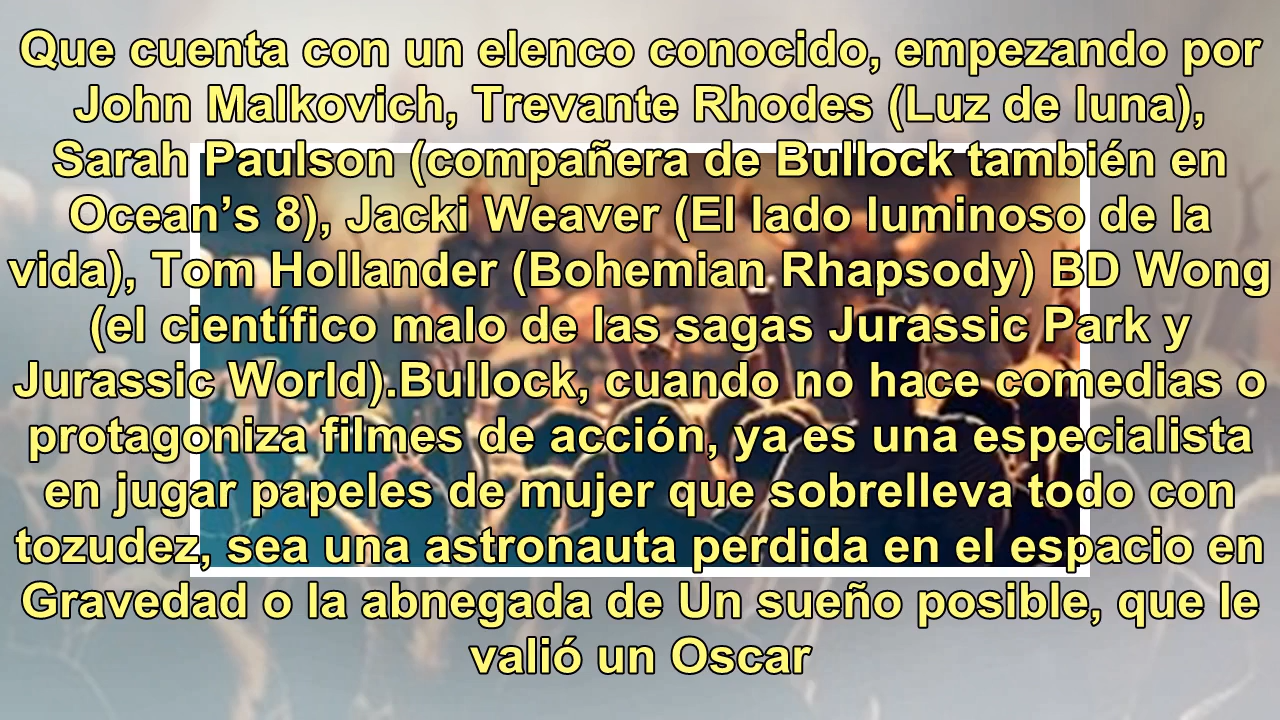 Que cuenta con un elenco conocido, empezando por
John Malkovich, Trevante Rhodes (Luz de luna),
Sarah Paulson (compañera de Bullock también en
Ocean’s 8), Jacki Weaver (El lado luminoso de la
vida), Tom Hollander (Bohemian Rhapsody) BD Wong
(el científico malo de las sagas Jurassic Park y
Jurassic World).Bullock, cuando no hace comedias o
protagoniza filmes de acción, ya es una especialista
en jugar papeles de mujer que sobrelleva todo con
tozudez, sea una astronauta perdida en el espacio en
Gravedad o la abnegada de Un sueño posible, que le
valió un Oscar